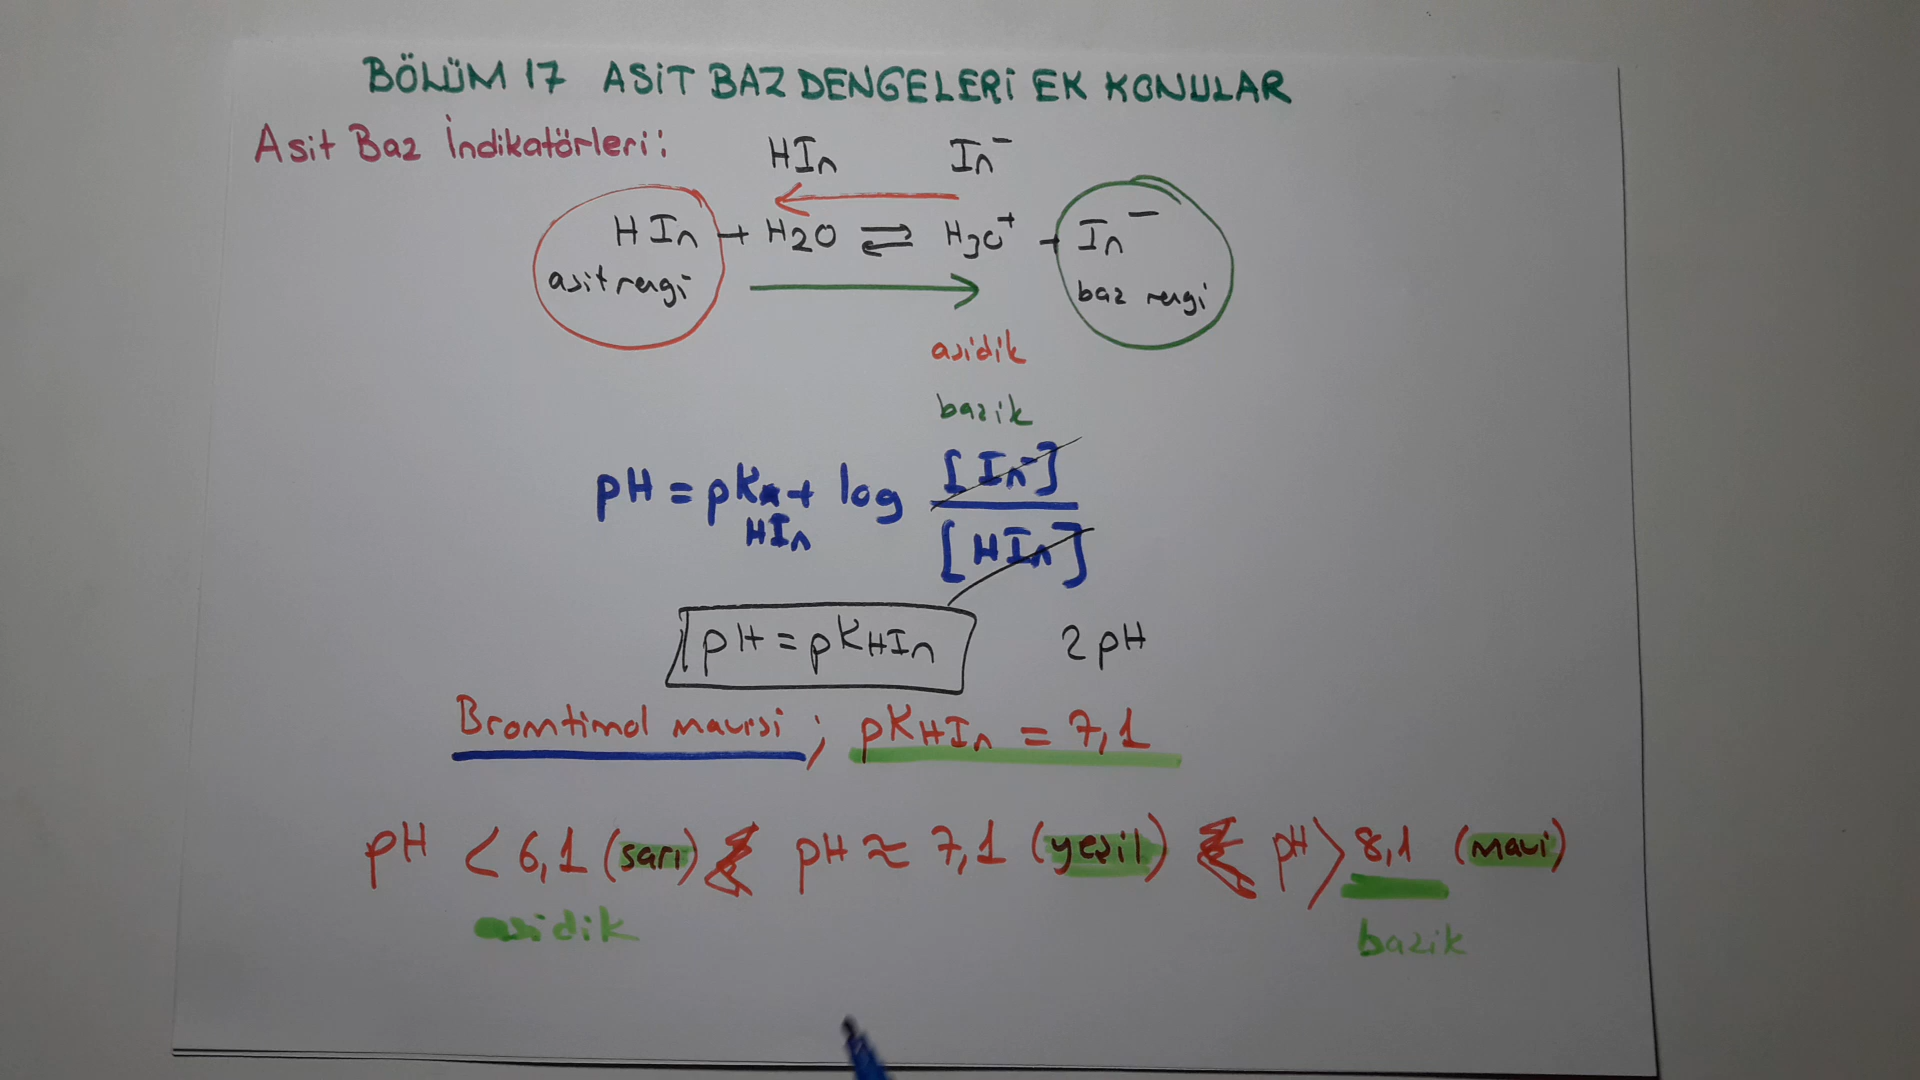 BÖLÜM 17 ASİT BAZ DENGELERİ EK KONULAR
Asit Baz İndikatörleri:
HIn In⁻
HIn + H2O ⇌ H3O⁺ + In⁻
asit rengi baz rengi
asidik
bazik
pH = pK + log [In⁻] / [HIn]
HIn
pH = pKHIn 2 pH
Bromtimol mavisi ; pKHIn = 7,1
pH < 6,1 (sarı) pH ≈ 7,1 (yeşil) pH > 8,1 (mavi)
asidik bazik